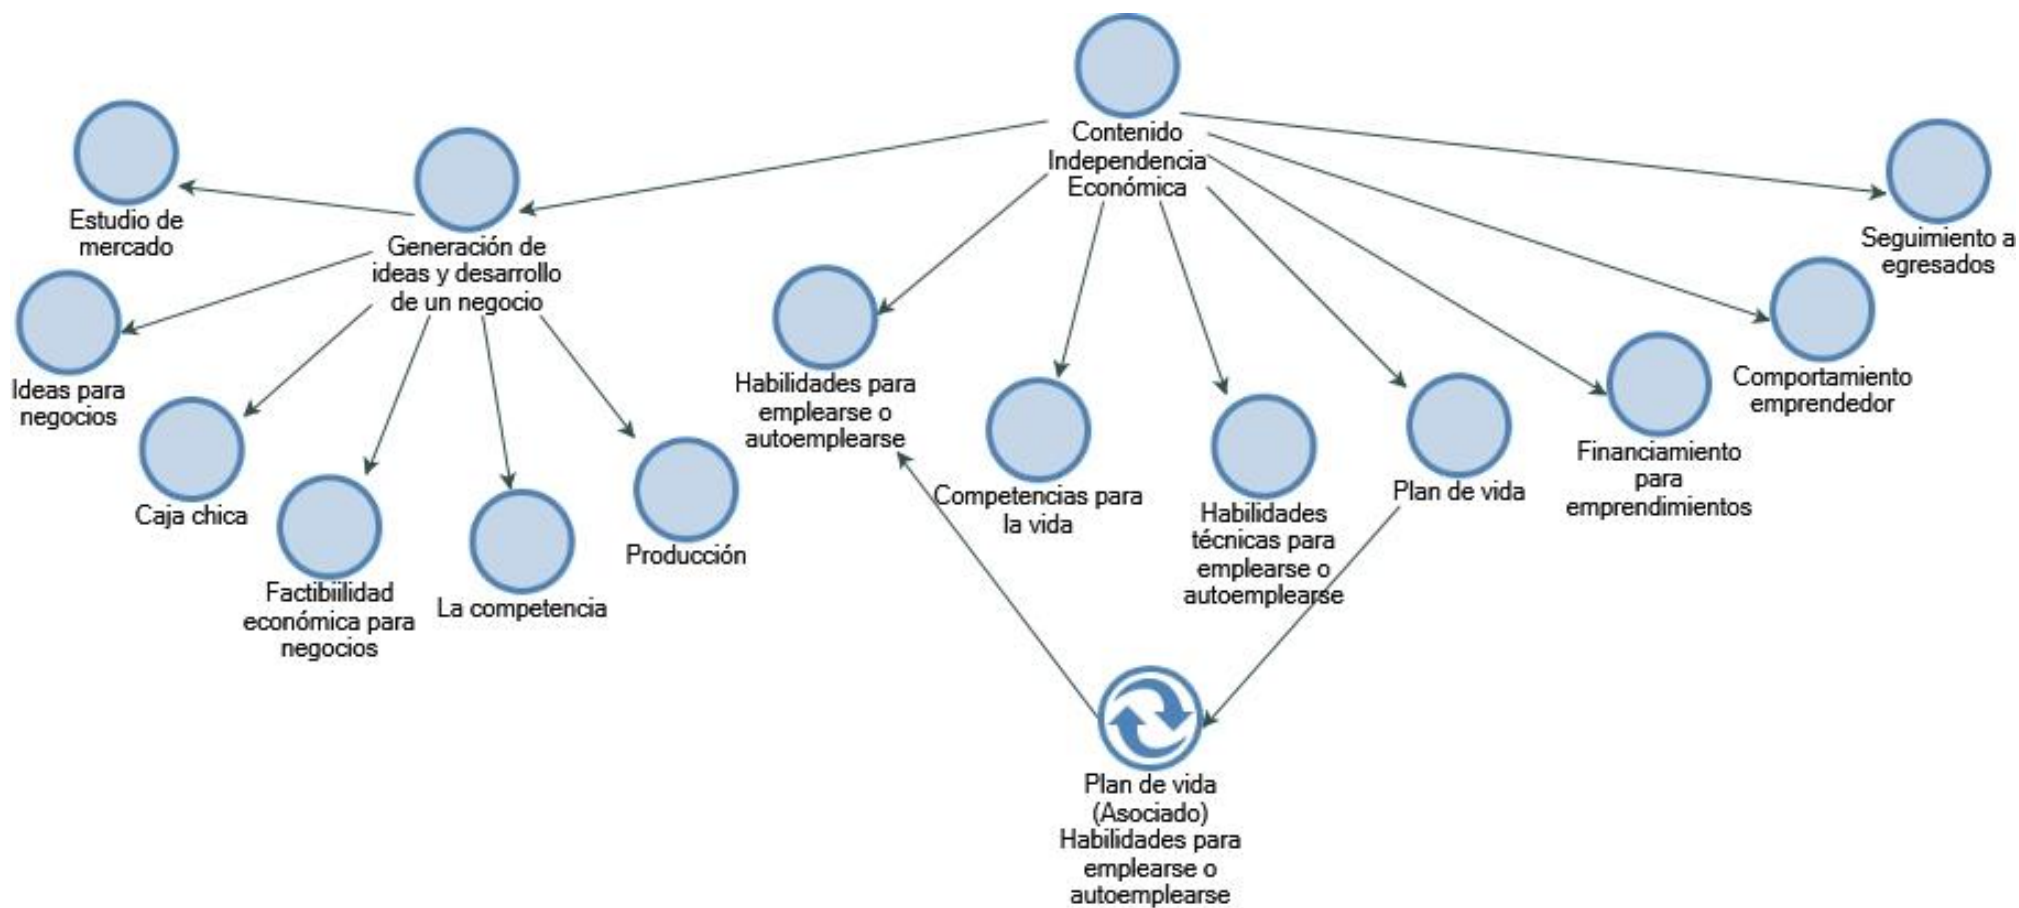 Contenido
Independencia
Económica
Estudio de
mercado
Generación de
ideas y desarrollo
de un negocio
Seguimiento a
egresados
Ideas para
negocios
Habilidades para
emplearse o
autoemplearse
Comportamiento
emprendedor
Caja chica
Competencias para
la vida
Habilidades
técnicas para
emplearse o
autoemplearse
Plan de vida
Financiamiento
para
emprendimientos
Factibiilidad
económica para
negocios
La competencia
Producción
Plan de vida
(Asociado)
Habilidades para
emplearse o
autoemplearse